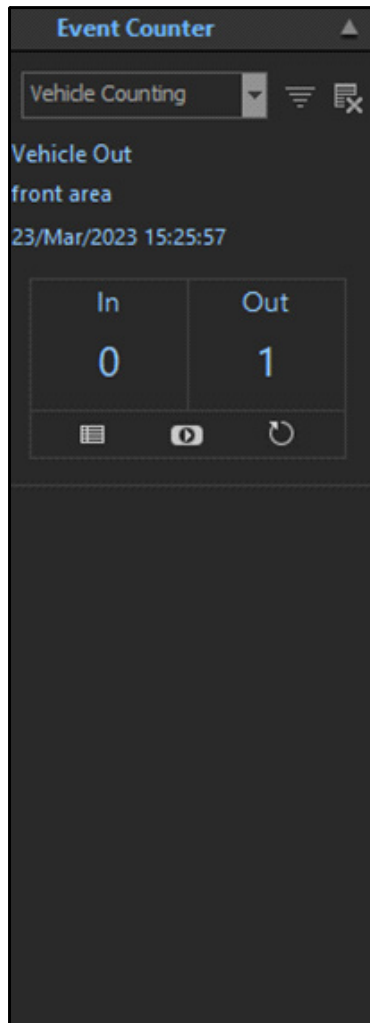 Event Counter
Vehicle Counting
Vehicle Out
front area
23/Mar/2023 15:25:57
In Out
0 1